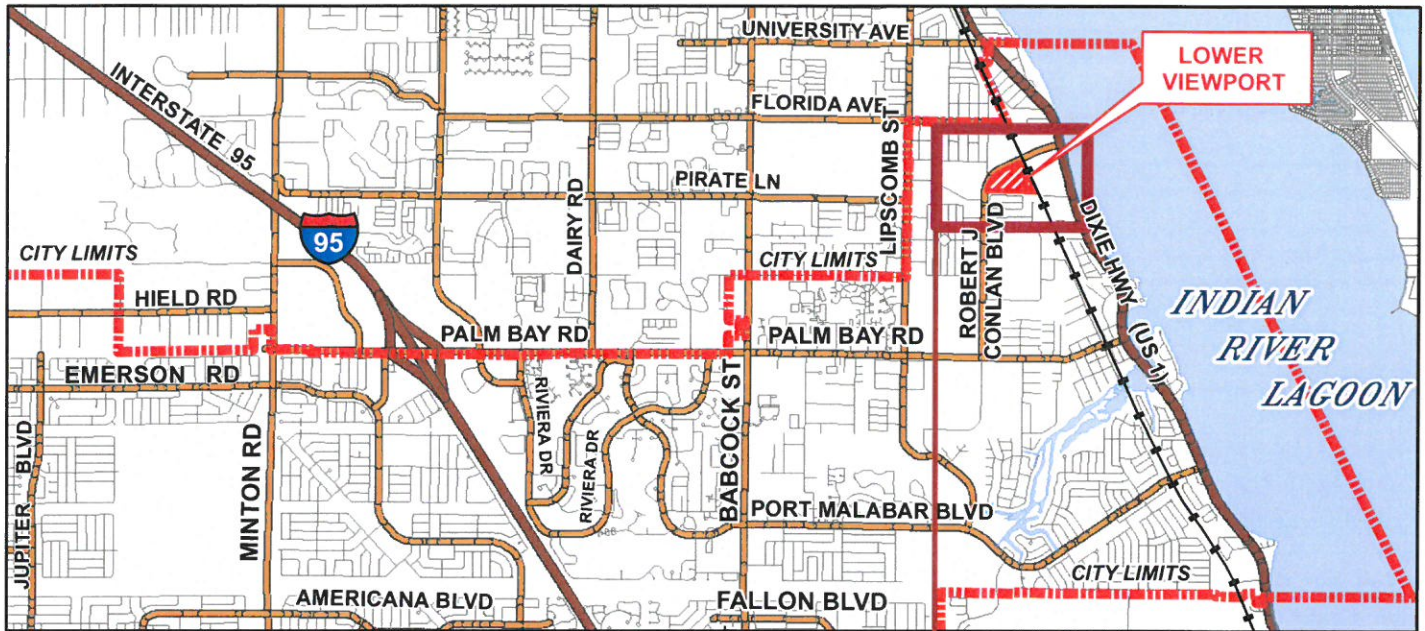 UNIVERSITY AVE
LOWER
VIEWPORT
FLORIDA AVE
LIPSCOMB ST
INTERSTATE 95
PIRATE LN
DAIRY RD
95
CITY LIMITS
CITY LIMITS
ROBERT J
CONLAN BLVD
DIXIE HWY (US 1)
HIELD RD
PALM BAY RD
PALM BAY RD
INDIAN
RIVER
LAGOON
EMERSON RD
JUPITER BLVD
MINTON RD
RIVIERA DR
RIVIERA DR
BABCOCK ST
PORT MALABAR BLVD
CITY LIMITS
AMERICANA BLVD
FALLON BLVD